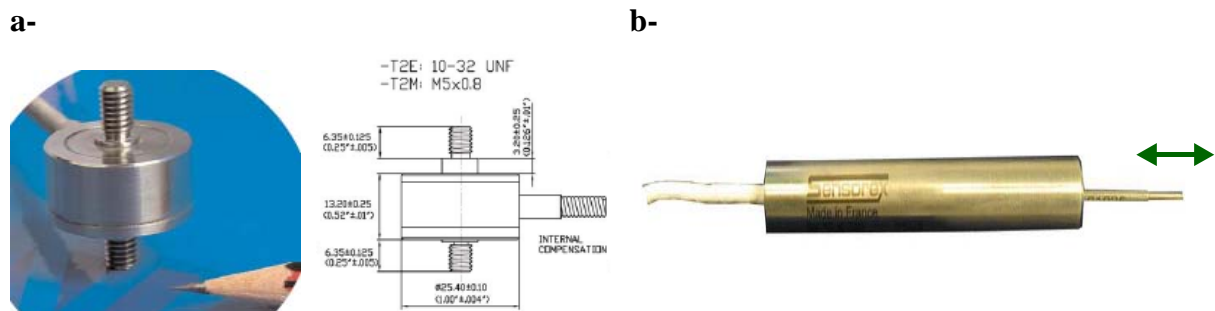 a-
b-
-T2E: 10-32 UNF
-T2M: M5x0.8
6.35±0.125
(0.25"±.005)
3.20±0.25
(0.126"±.01")
13.20±0.25
(0.52"±.01")
6.35±0.125
(0.25"±.005)
INTERNAL
COMPENSATION
ø25.40±0.10
(1.00"±.004")
Sensorex
Made in France